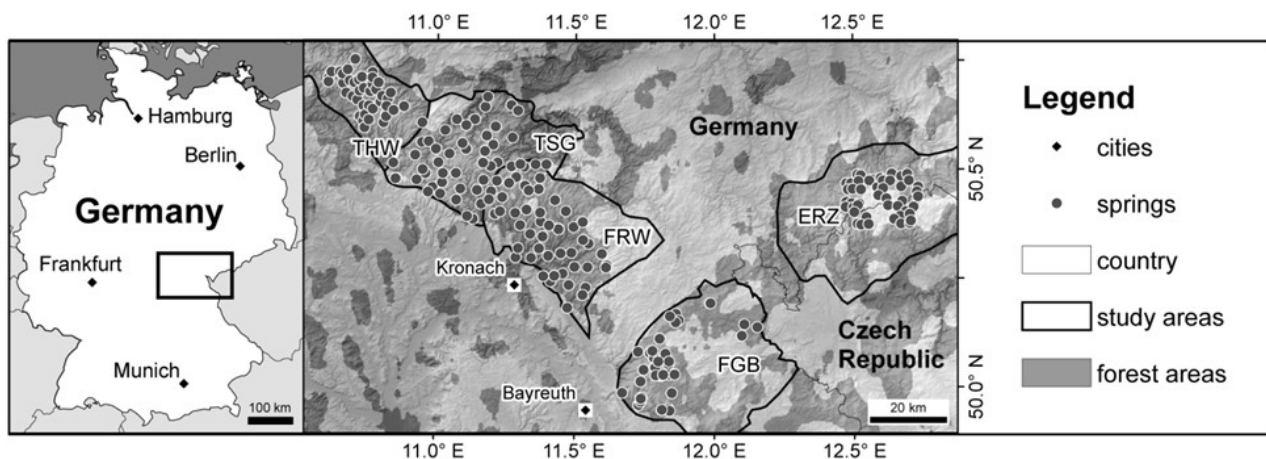 11.0° E
11.5° E
12.0° E
12.5° E
Hamburg
Berlin
Germany
Frankfurt
Munich
100 km
THW
TSG
FRW
Kronach
Bayreuth
Germany
ERZ
FGB
Czech
Republic
20 km
50.5° N
50.0° N
11.0° E
11.5° E
12.0° E
12.5° E
Legend
cities
springs
country
study areas
forest areas